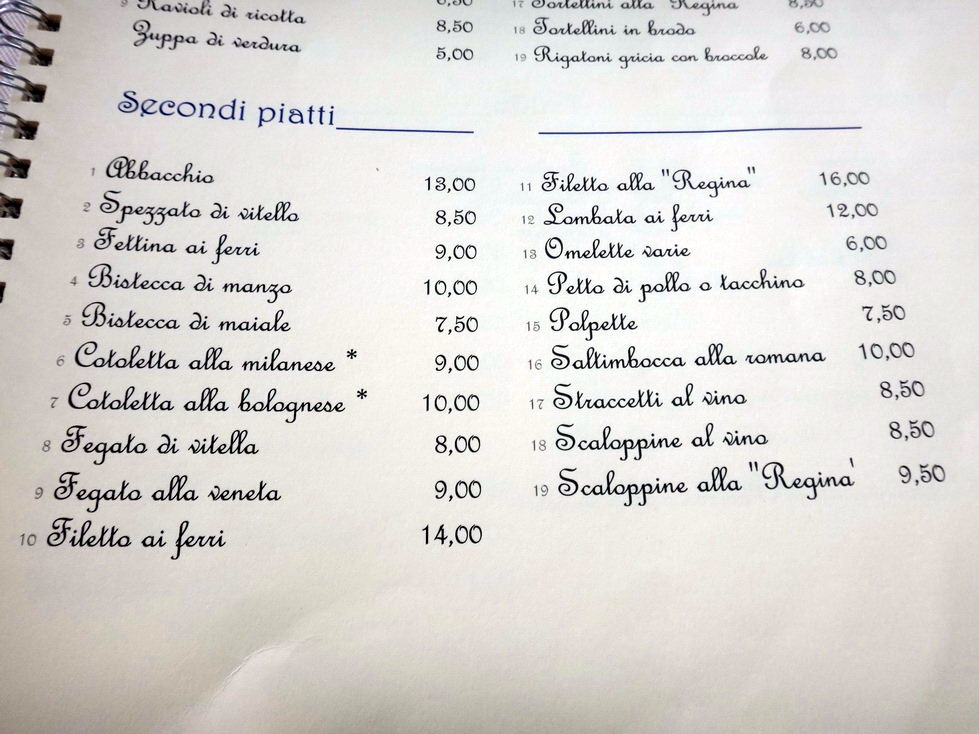 9 Ravioli di ricotta 8,50
Zuppa di verdura 5,00
17 Tortellini alla "Regina 8,50
18 Tortellini in brodo 6,00
19 Rigatoni gricia con broccole 8,00
Secondi piatti
1 Abbacchio 13,00
2 Spezzato di vitello 8,50
3 Fettina ai ferri 9,00
4 Bistecca di manzo 10,00
5 Bistecca di maiale 7,50
6 Cotoletta alla milanese * 9,00
7 Cotoletta alla bolognese * 10,00
8 Fegato di vitella 8,00
9 Fegato alla veneta 9,00
10 Filetto ai ferri 14,00
11 Filetto alla "Regina" 16,00
12 Lombata ai ferri 12,00
13 Omelette varie 6,00
14 Petto di pollo o tacchino 8,00
15 Polpette 7,50
16 Saltimbocca alla romana 10,00
17 Straccetti al vino 8,50
18 Scaloppine al vino 8,50
19 Scaloppine alla "Regina' 9,50